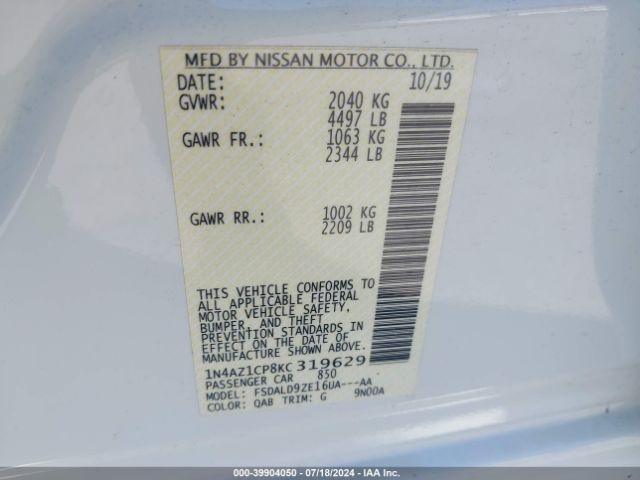 MFD BY NISSAN MOTOR CO., LTD.
DATE: 10/19
GVWR: 2040 KG
4497 LB
GAWR FR.: 1063 KG
2344 LB
GAWR RR.: 1002 KG
2209 LB
THIS VEHICLE CONFORMS TO
ALL APPLICABLE FEDERAL
MOTOR VEHICLE SAFETY,
BUMPER, AND THEFT
PREVENTION STANDARDS IN
EFFECT ON THE DATE OF
MANUFACTURE SHOWN ABOVE.
1N4AZ1CP8KC 319629
PASSENGER CAR 850
MODEL: FSDALD9ZE16UA---AA
COLOR: QAB TRIM: G 9N00A
000-39904050 - 07/18/2024 - IAA Inc.